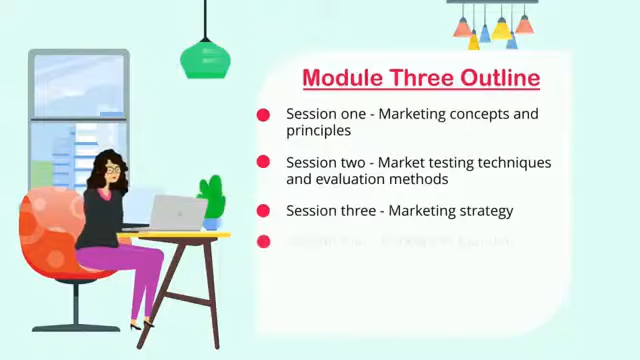 Module Three Outline
Session one - Marketing concepts and
principles
Session two - Market testing techniques
and evaluation methods
Session three - Marketing strategy